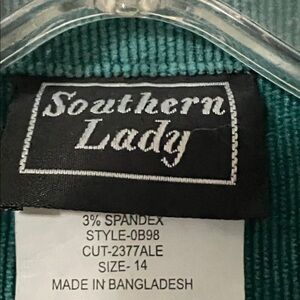 Southern
Lady
3% SPANDEX
STYLE-0B98
CUT-2377ALE
SIZE- 14
MADE IN BANGLADESH